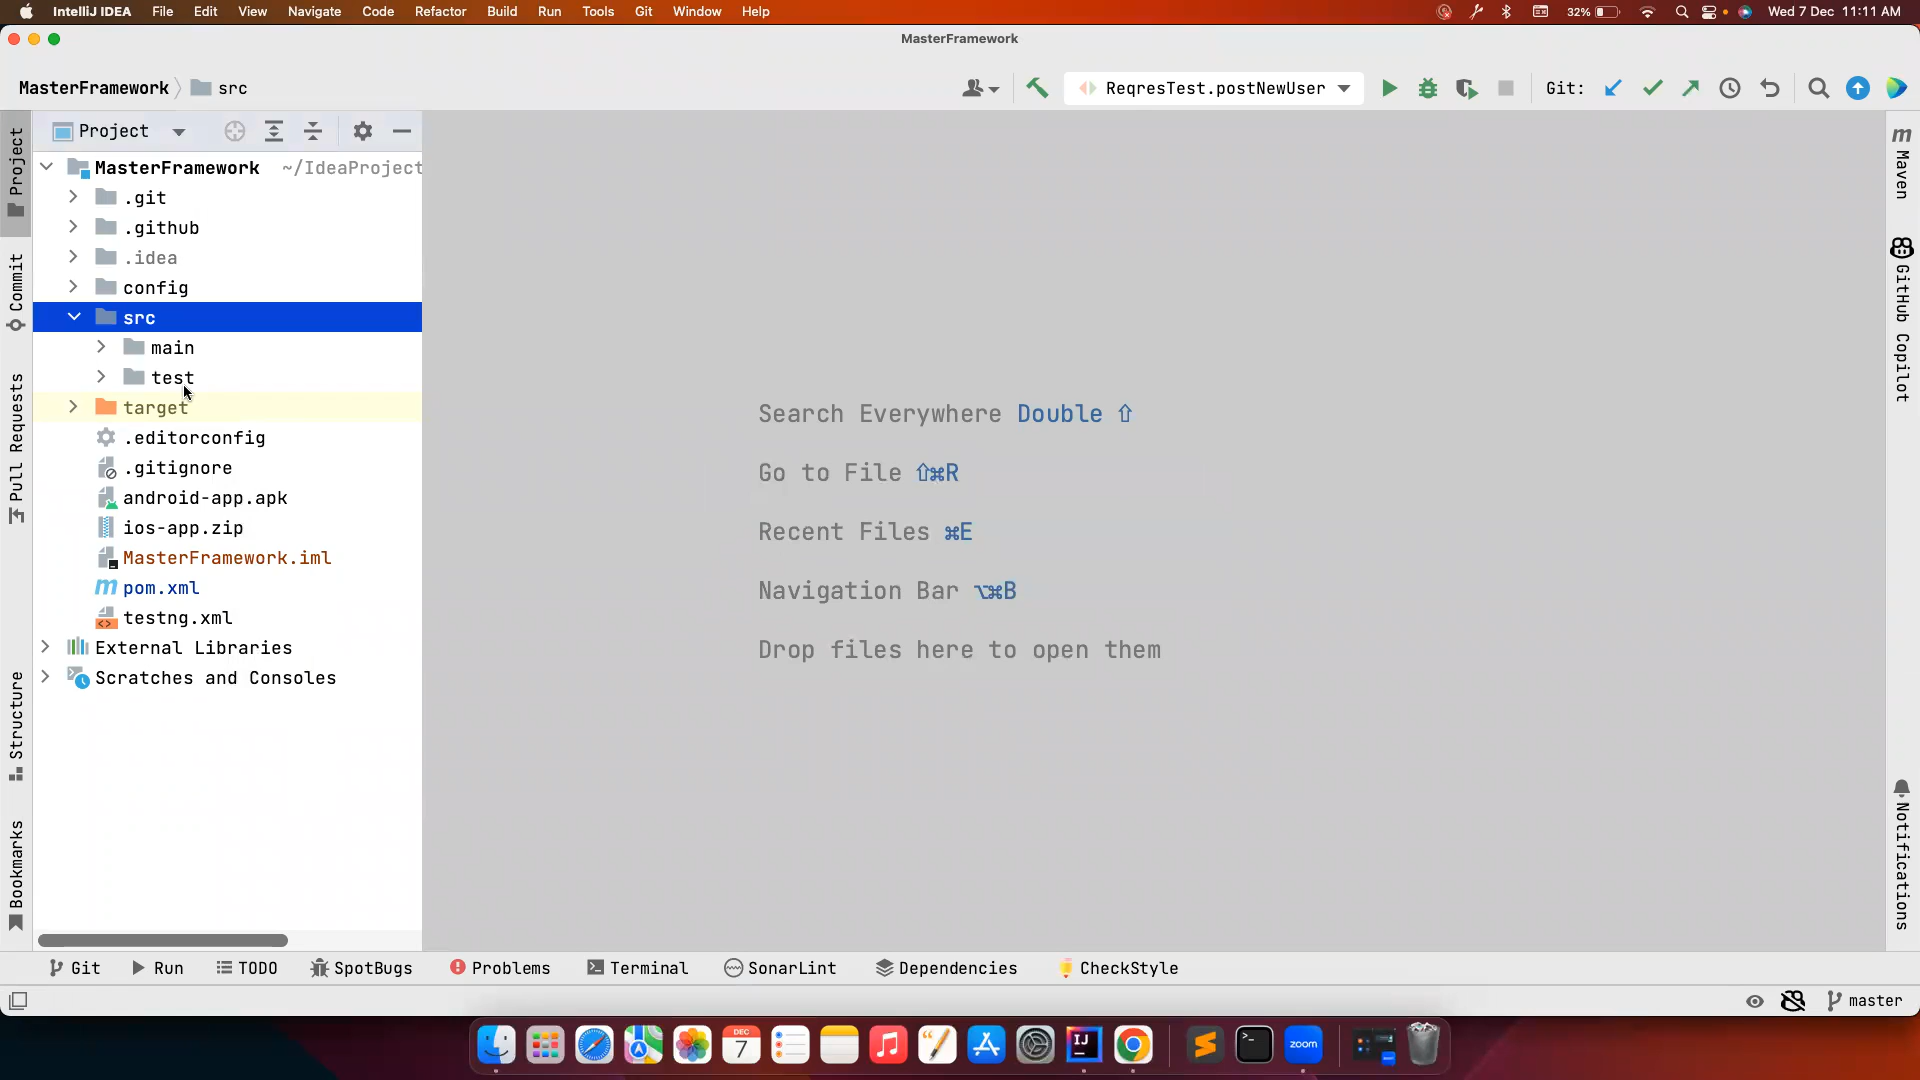 IntelliJ IDEA File Edit View Navigate Code Refactor Build Run Tools Git Window Help 32% Wed 7 Dec 11:11 AM
MasterFramework
MasterFramework src ReqresTest.postNewUser Git:
Project
MasterFramework ~/IdeaProject
.git
.github
.idea
config
src
main
test
target
.editorconfig
.gitignore
android-app.apk
ios-app.zip
MasterFramework.iml
m pom.xml
testng.xml
External Libraries
Scratches and Consoles
Project
Commit
Pull Requests
Structure
Bookmarks
Search Everywhere Double ⇧
Go to File ⇧⌘R
Recent Files ⌘E
Navigation Bar ⌥⌘B
Drop files here to open them
m Maven
GitHub Copilot
Notifications
Git Run TODO SpotBugs Problems Terminal SonarLint Dependencies CheckStyle
master
DEC
7
IJ
zoom